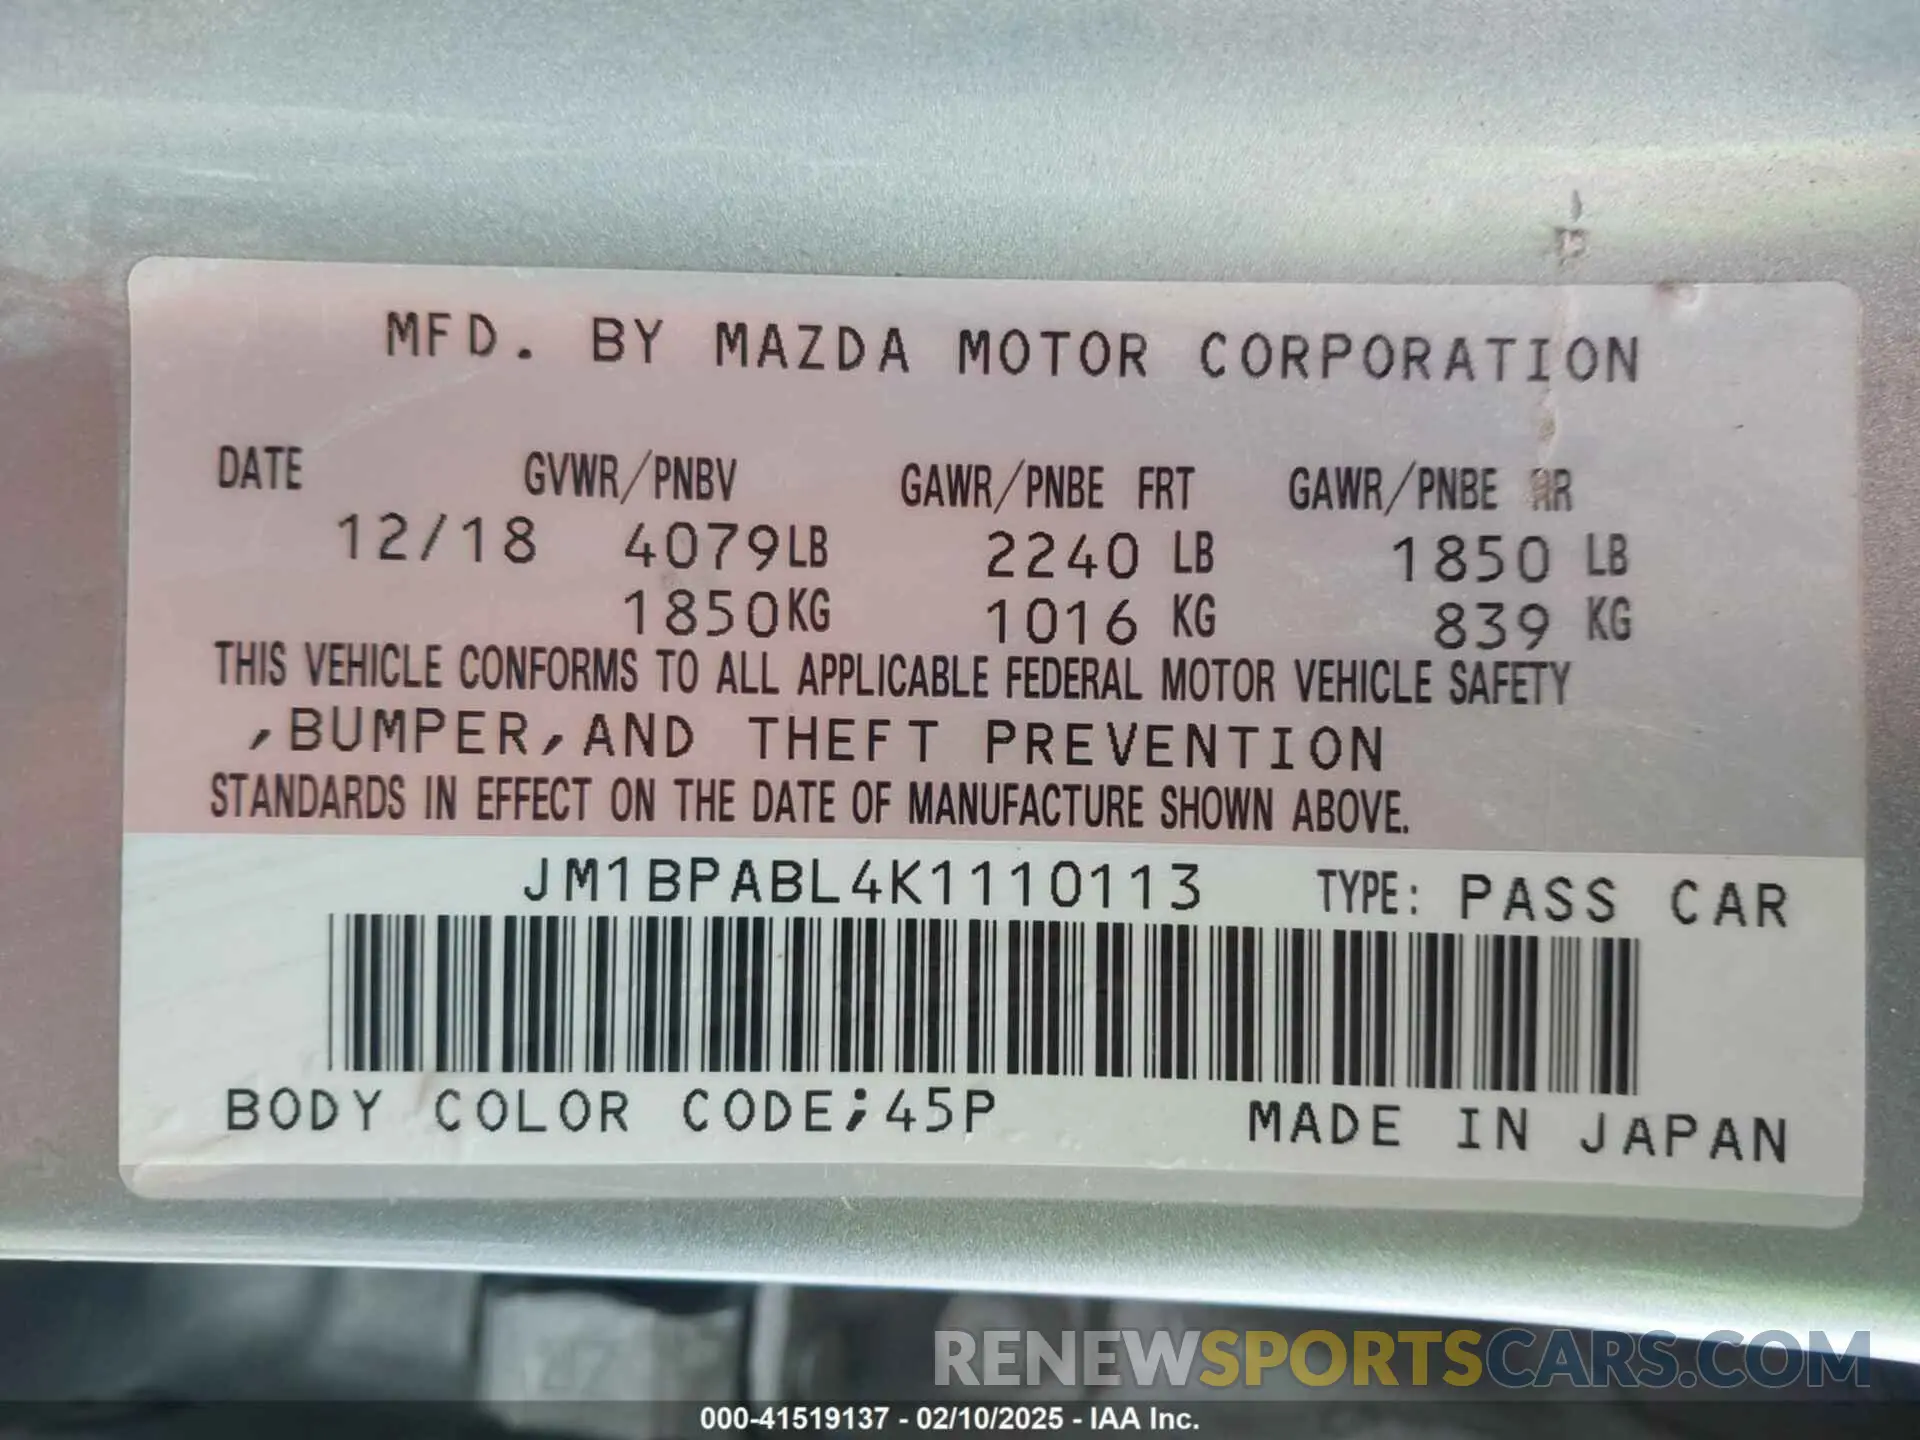 MFD. BY MAZDA MOTOR CORPORATION
DATE GVWR/PNBV GAWR/PNBE FRT GAWR/PNBE RR
12/18 4079LB 2240 LB 1850 LB
1850KG 1016 KG 839 KG
THIS VEHICLE CONFORMS TO ALL APPLICABLE FEDERAL MOTOR VEHICLE SAFETY
,BUMPER,AND THEFT PREVENTION
STANDARDS IN EFFECT ON THE DATE OF MANUFACTURE SHOWN ABOVE.
JM1BPABL4K1110113 TYPE: PASS CAR
BODY COLOR CODE;45P MADE IN JAPAN
RENEWSPORTSCARS.COM
000-41519137 - 02/10/2025 - IAA Inc.